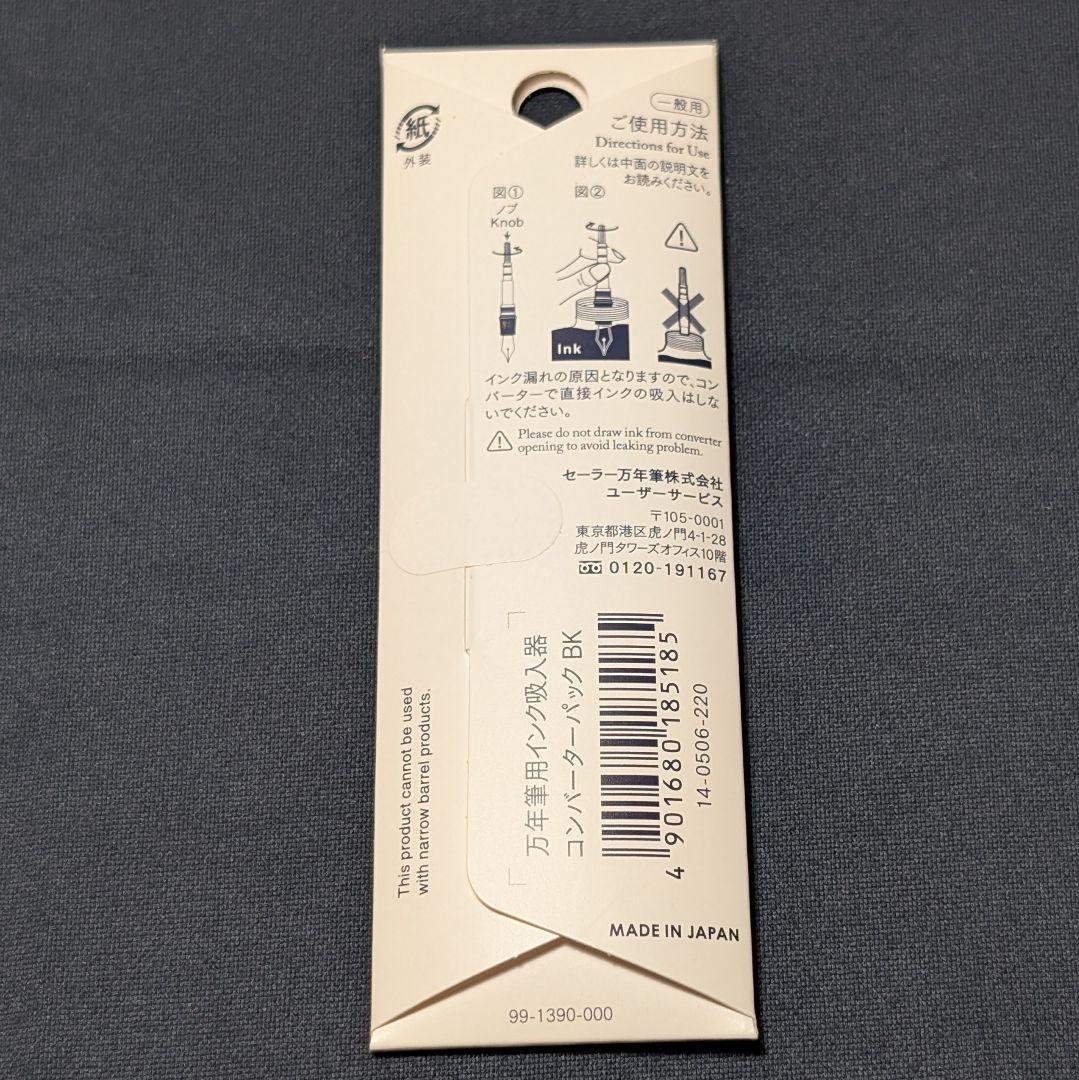 紙
外装
一般用
ご使用方法
Directions for Use
詳しくは中面の説明文を
お読みください。
図①
ノブ
Knob
図②
Ink
インク漏れの原因となりますので、コン
バーターで直接インクの吸入はしな
いでください。
Please do not draw ink from converter
opening to avoid leaking problem.
セーラー万年筆株式会社
ユーザーサービス
〒105-0001
東京都港区虎ノ門4-1-28
虎ノ門タワーズオフィス10階
0120-191167
万年筆用インク吸入器
コンバーターパック BK
4 901680 185185
14-0506-220
This product cannot be used
with narrow barrel products.
MADE IN JAPAN
99-1390-000